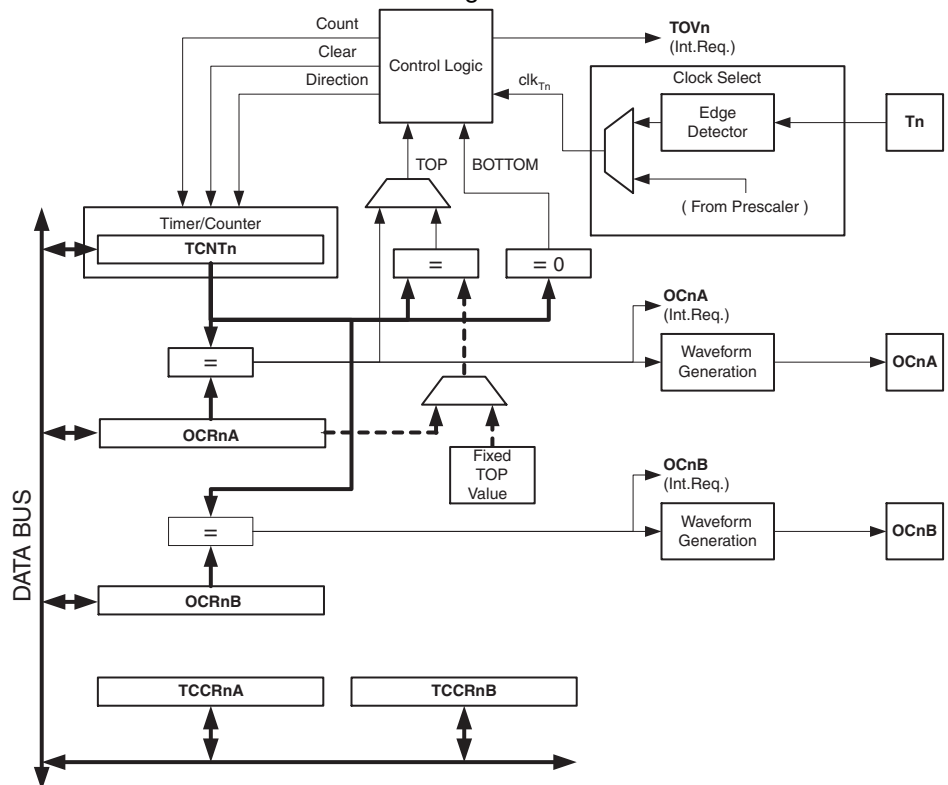 Count
Clear
Direction
Control Logic
TOVn
(Int.Req.)
clkTn
Clock Select
Edge
Detector
Tn
( From Prescaler )
TOP
BOTTOM
Timer/Counter
TCNTn
=
= 0
OCnA
(Int.Req.)
=
Waveform
Generation
OCnA
OCRnA
Fixed
TOP
Value
OCnB
(Int.Req.)
=
Waveform
Generation
OCnB
OCRnB
DATA BUS
TCCRnA
TCCRnB